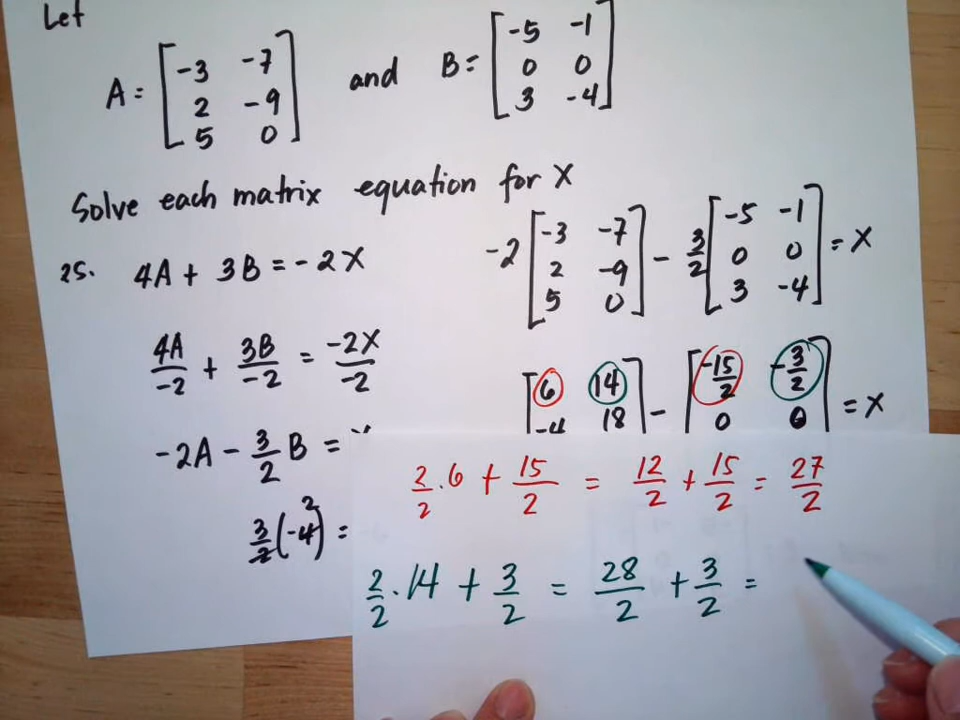 Let
A = [ -3 -7 and B = [ -5 -1
2 -9 0 0
5 0 ] 3 -4 ]
Solve each matrix equation for X
25. 4A + 3B = -2X
4A/-2 + 3B/-2 = -2X/-2
-2A - 3/2 B =
3/2 (-4) 2 =
-2 [ -3 -7 ] - 3/2 [ -5 -1 ] = X
2 -9 0 0
5 0 3 -4
[ 6 14 ] - [ -15/2 -3/2 ] = X
-4 18 0 0
2/2 · 6 + 15/2 = 12/2 + 15/2 = 27/2
2/2 · 14 + 3/2 = 28/2 + 3/2 =